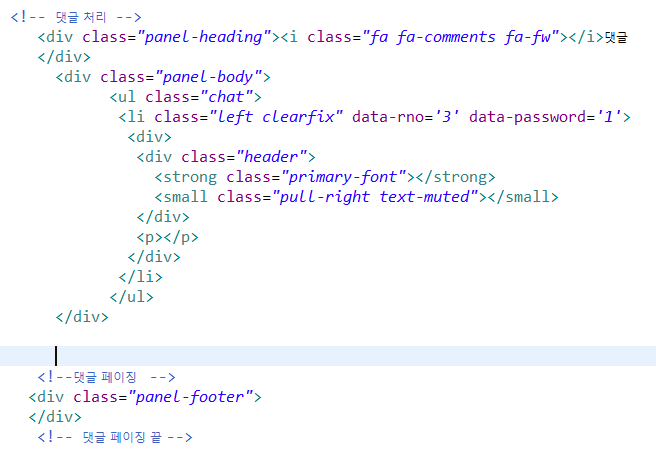 <!-- 댓글 처리 -->
<div class="panel-heading"><i class="fa fa-comments fa-fw"></i>댓글
</div>
<div class="panel-body">
<ul class="chat">
<li class="left clearfix" data-rno='3' data-password='1'>
<div>
<div class="header">
<strong class="primary-font"></strong>
<small class="pull-right text-muted"></small>
</div>
<p></p>
</div>
</li>
</ul>
</div>
<!--댓글 페이징 -->
<div class="panel-footer">
</div>
<!-- 댓글 페이징 끝 -->